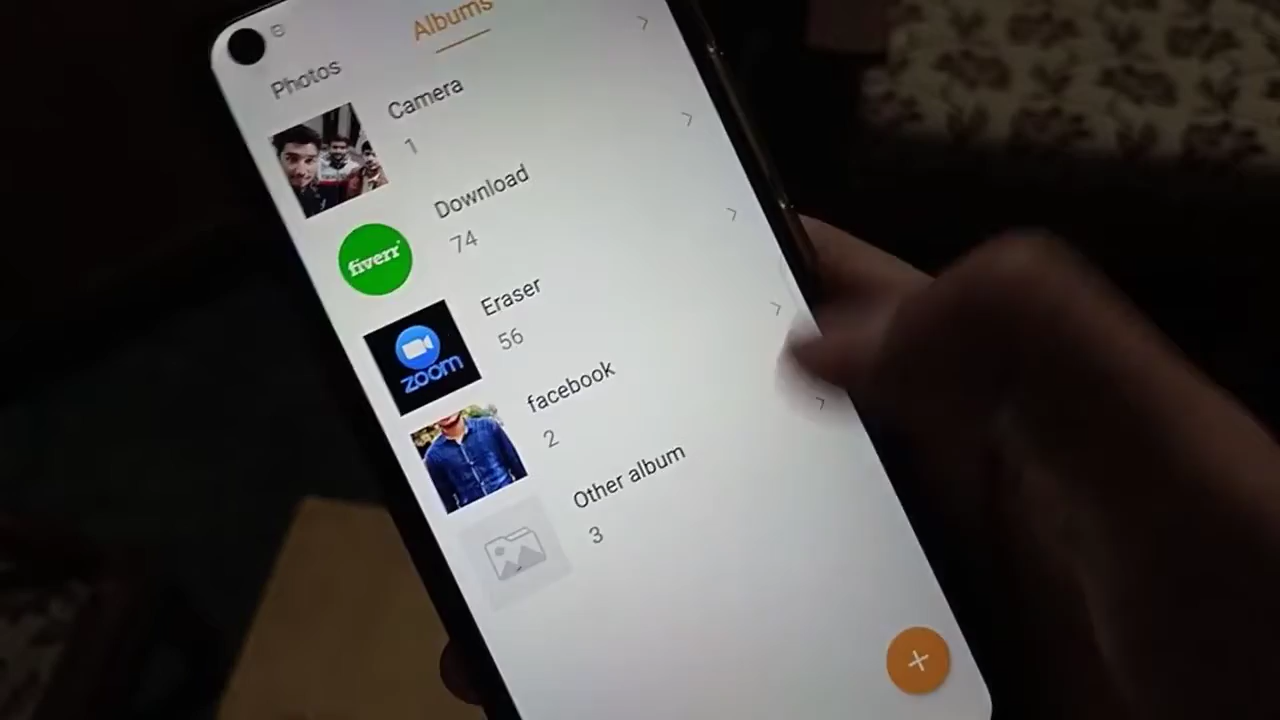 Albums
Photos
Camera
1
Download
74
fiverr
Eraser
56
zoom
facebook
2
Other album
3